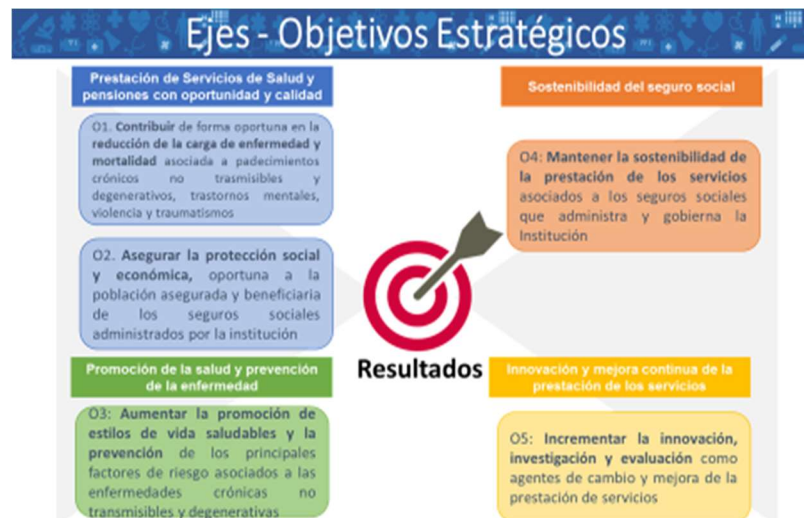 Ejes - Objetivos Estratégicos
Prestación de Servicios de Salud y
pensiones con oportunidad y calidad
O1. Contribuir de forma oportuna en la
reducción de la carga de enfermedad y
mortalidad asociada a padecimientos
crónicos no trasmisibles y
degenerativos, trastornos mentales,
violencia y traumatismos
O2. Asegurar la protección social
y económica, oportuna a la
población asegurada y beneficiaria
de los seguros sociales
administrados por la institución
Promoción de la salud y prevención
de la enfermedad
O3: Aumentar la promoción de
estilos de vida saludables y la
prevención de los principales
factores de riesgo asociados a las
enfermedades crónicas no
transmisibles y degenerativas
Resultados
Sostenibilidad del seguro social
O4: Mantener la sostenibilidad de
la prestación de los servicios
asociados a los seguros sociales
que administra y gobierna la
Institución
Innovación y mejora continua de la
prestación de los servicios
O5: Incrementar la innovación,
investigación y evaluación como
agentes de cambio y mejora de la
prestación de servicios